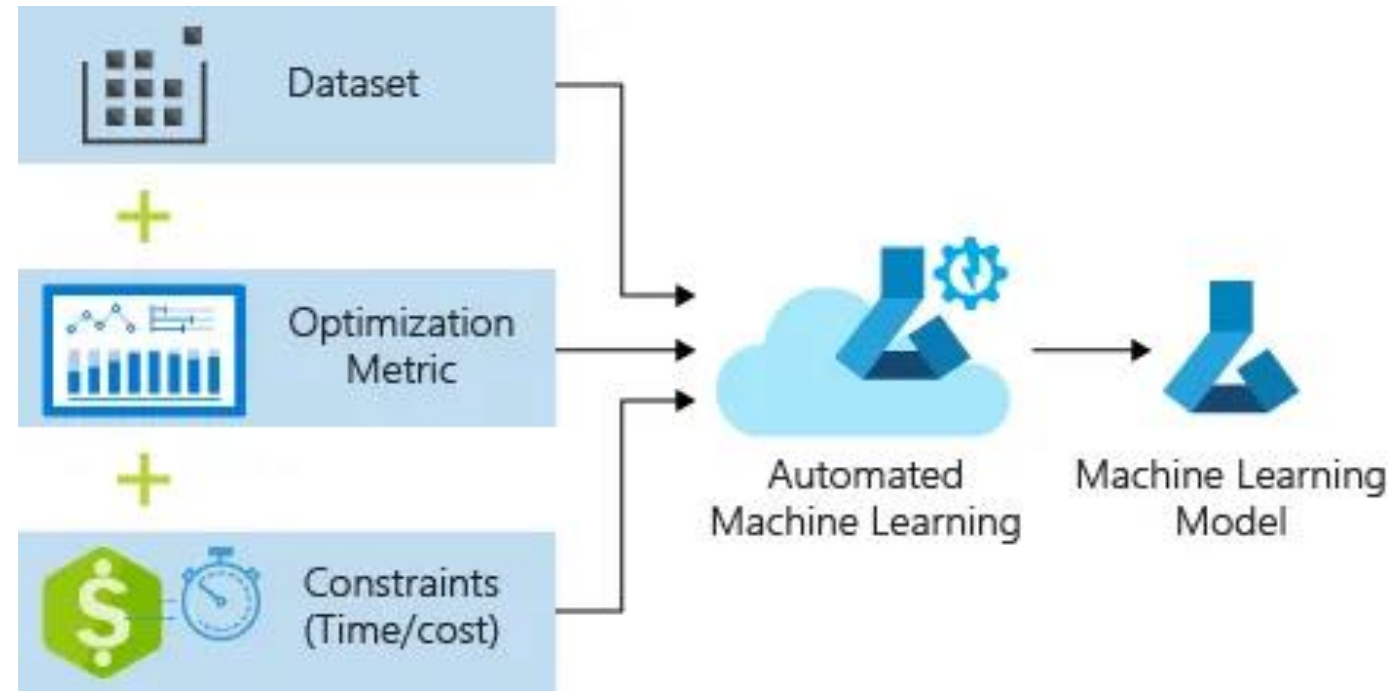 Dataset
Optimization
Metric
Constraints
(Time/cost)
Automated
Machine Learning
Machine Learning
Model